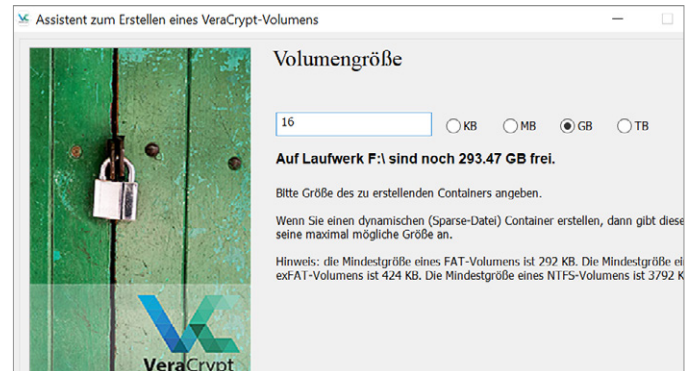 Assistent zum Erstellen eines VeraCrypt-Volumens
Volumengröße
16 KB MB GB TB
Auf Laufwerk F:\ sind noch 293.47 GB frei.
Bitte Größe des zu erstellenden Containers angeben.
Wenn Sie einen dynamischen (Sparse-Datei) Container erstellen, dann gibt diese
seine maximal mögliche Größe an.
Hinweis: die Mindestgröße eines FAT-Volumens ist 292 KB. Die Mindestgröße ei
exFAT-Volumens ist 424 KB. Die Mindestgröße eines NTFS-Volumens ist 3792 K
VeraCrypt